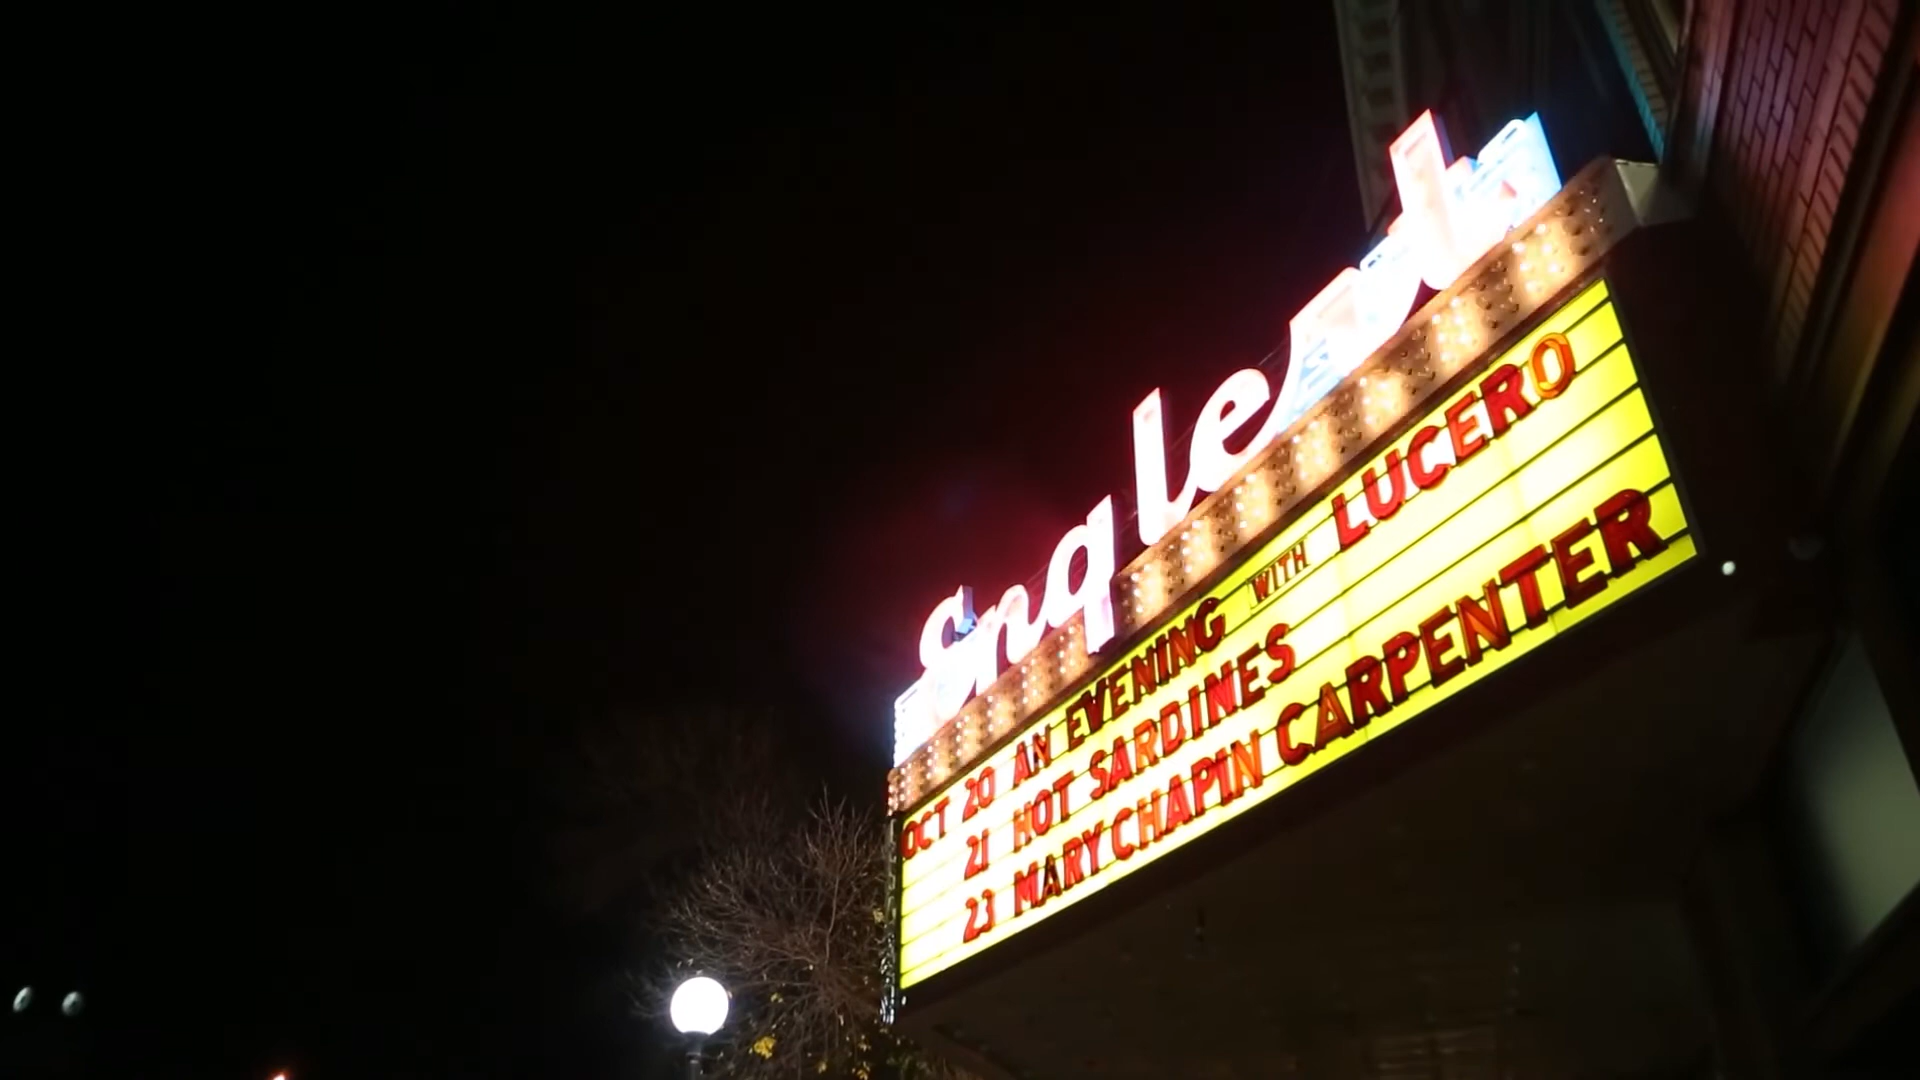 Englert
OCT 20 AN EVENING WITH LUCERO
21 HOT SARDINES
23 MARY CHAPIN CARPENTER